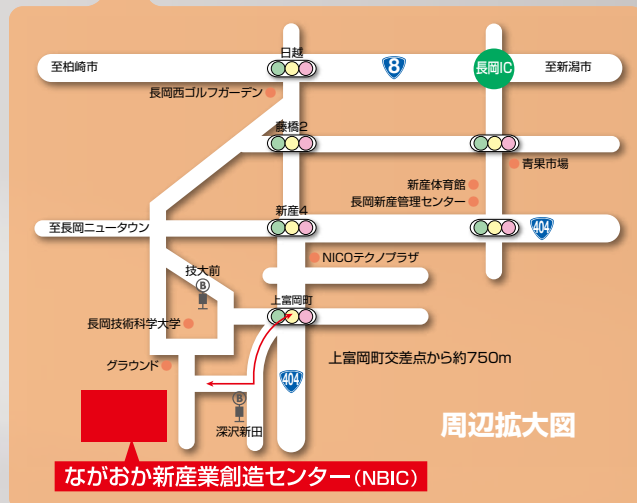 日越
至柏崎市
8
長岡IC
至新潟市
長岡西ゴルフガーデン
藤橋2
青果市場
新産体育館
長岡新産管理センター
新産4
至長岡ニュータウン
404
NICOテクノプラザ
技大前
B
上富岡町
長岡技術科学大学
上富岡町交差点から約750m
グラウンド
404
B
深沢新田
周辺拡大図
ながおか新産業創造センター(NBIC)